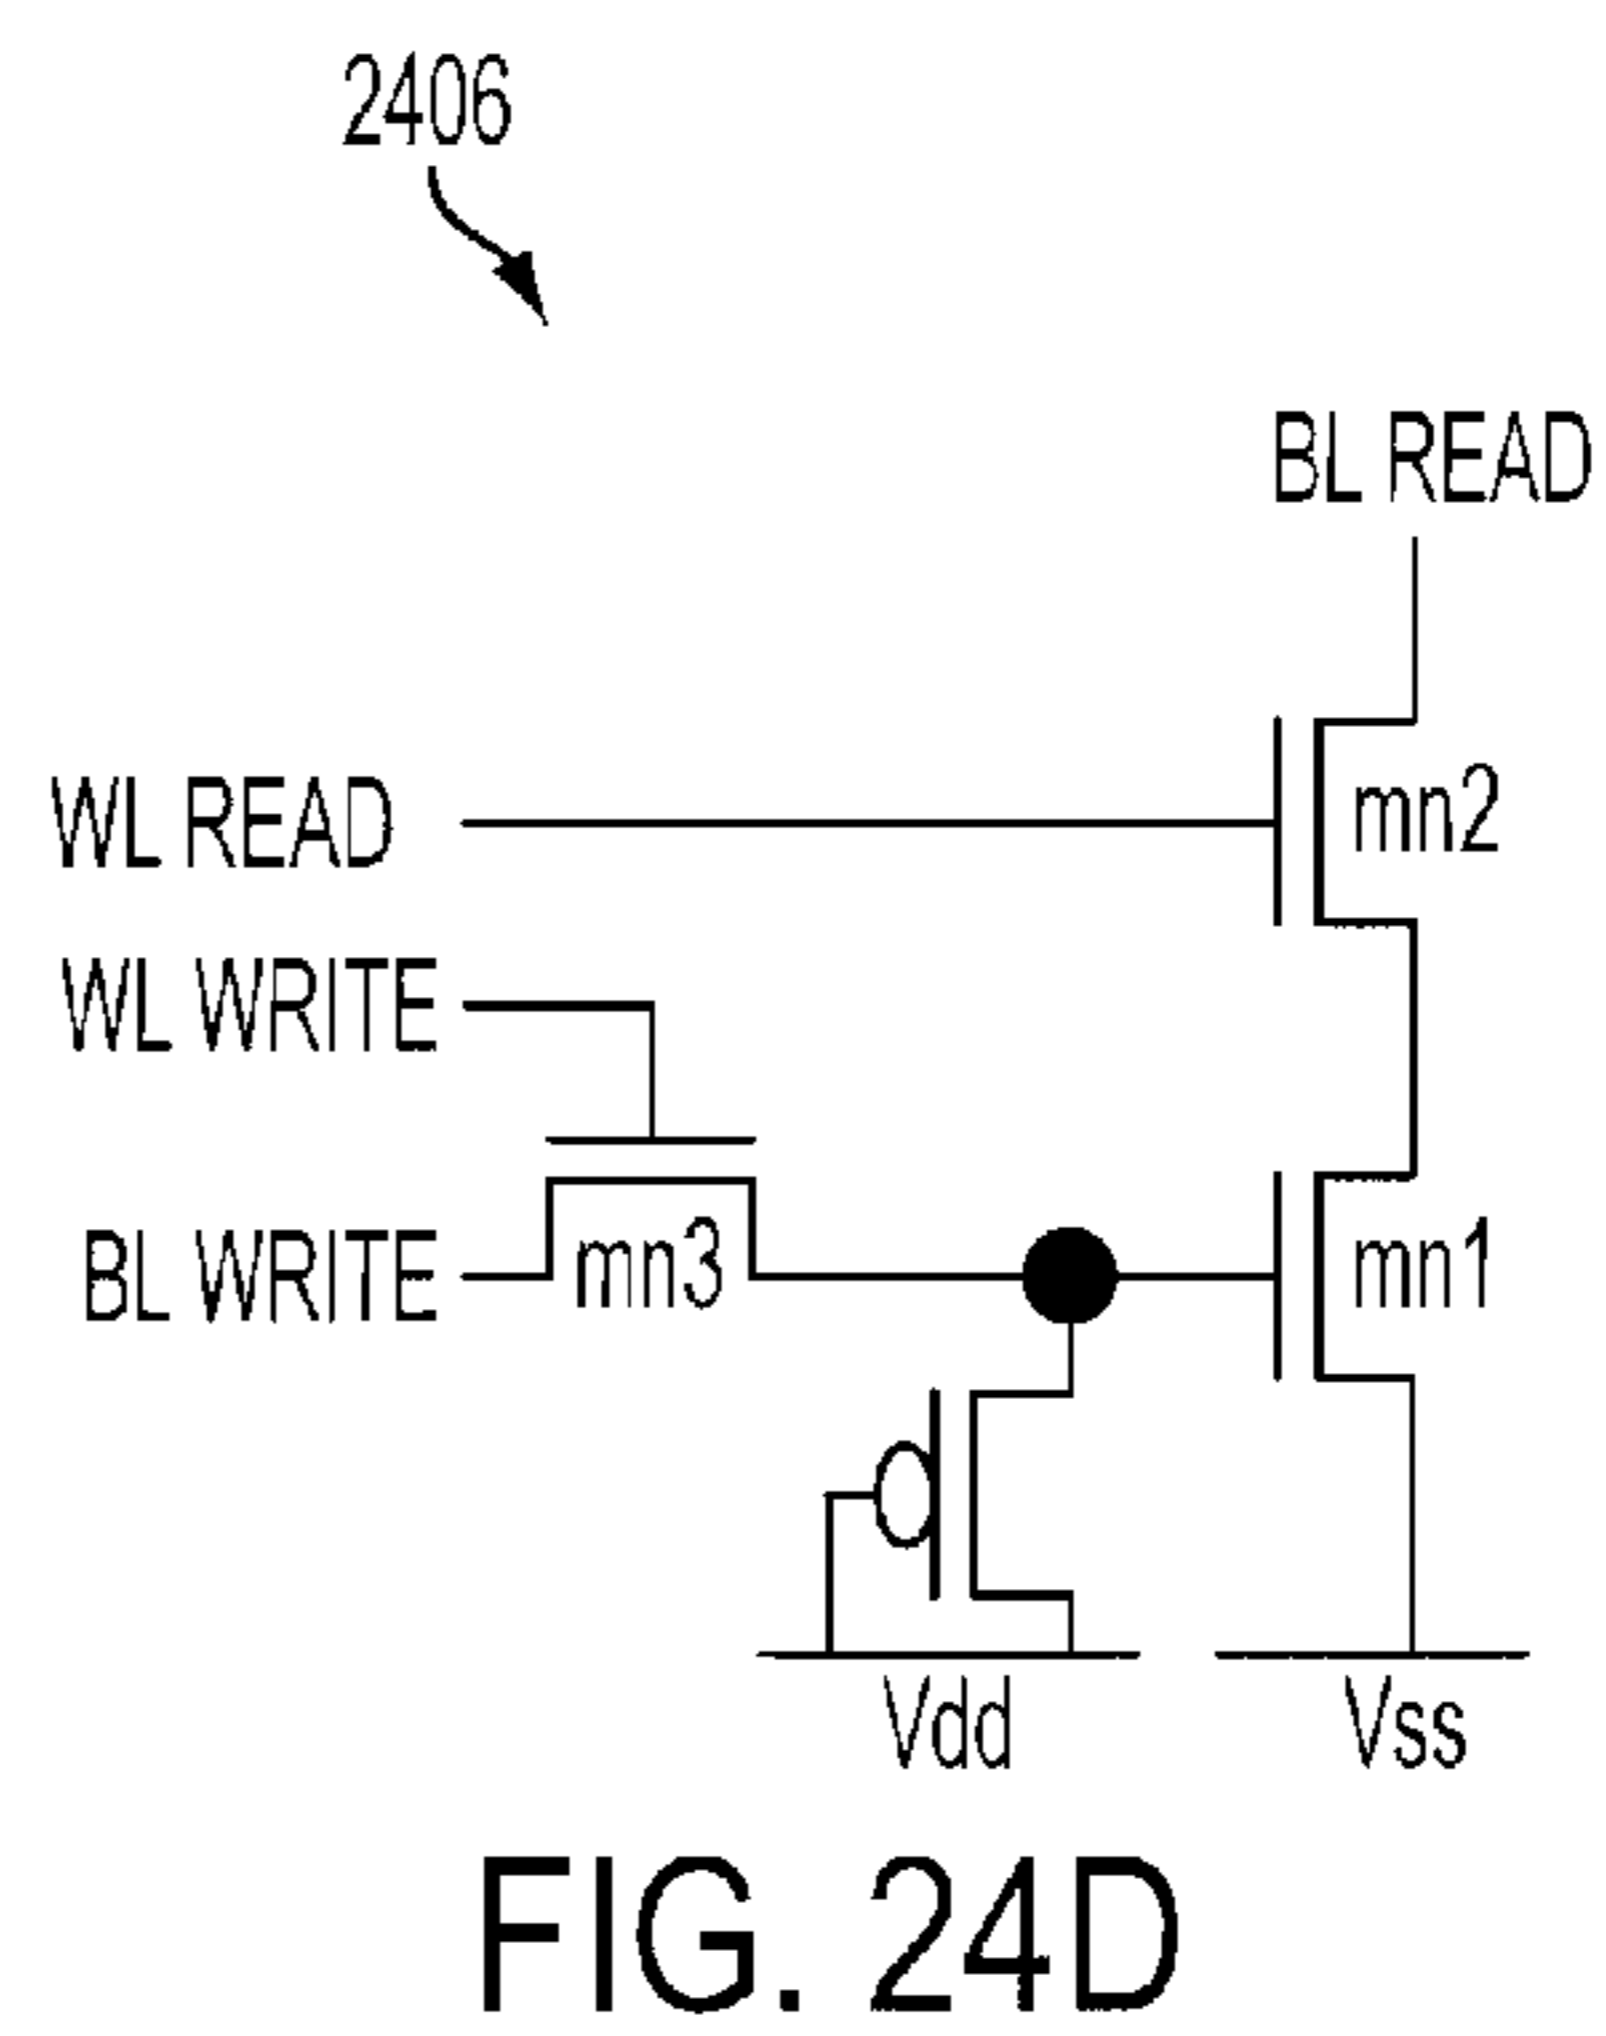 2406
BL READ
WL READ
mn2
WL WRITE
BL WRITE
mn3
mn1
Vdd
Vss
FIG. 24D